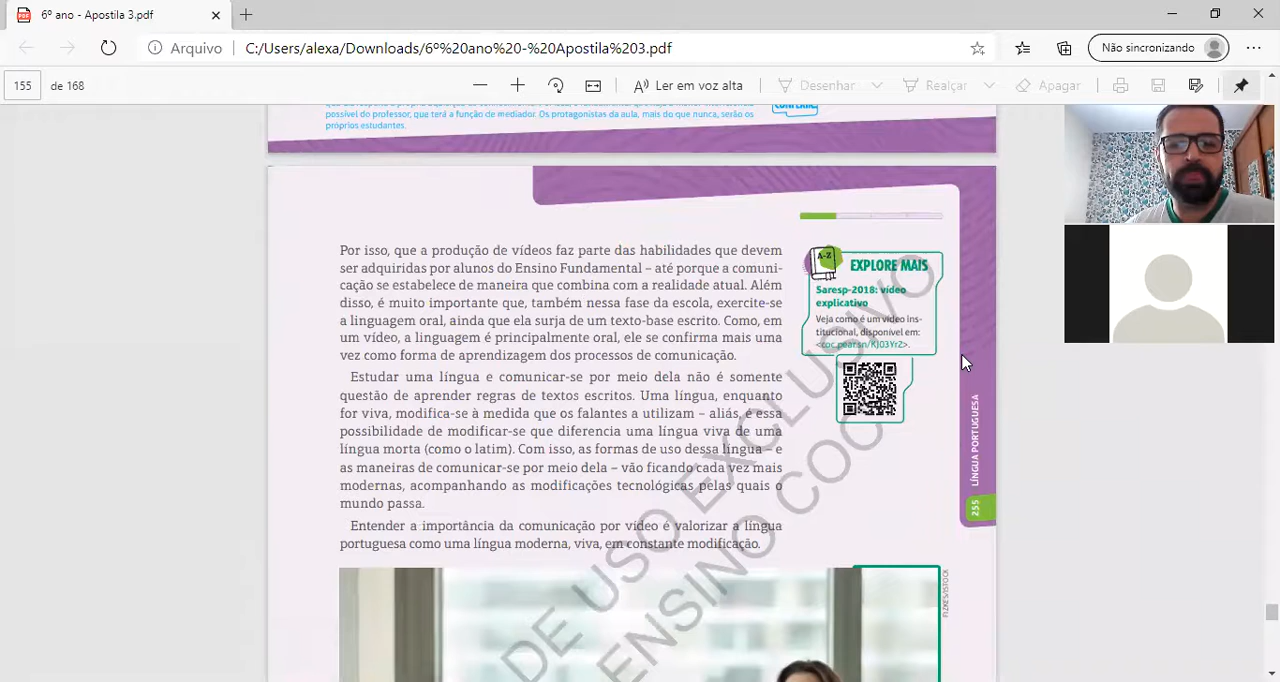 6º ano - Apostila 3.pdf
Arquivo
C:/Users/alexa/Downloads/6º%20ano%20-%20Apostila%203.pdf
Não sincronizando
155
de 168
Ler em voz alta
Desenhar
Realçar
Apagar
possível do professor, que terá a função de mediador. Os protagonistas da aula, mais do que nunca, serão os
próprios estudantes.
Por isso, que a produção de vídeos faz parte das habilidades que devem
ser adquiridas por alunos do Ensino Fundamental – até porque a comuni-
cação se estabelece de maneira que combina com a realidade atual. Além
disso, é muito importante que, também nessa fase da escola, exercite-se
a linguagem oral, ainda que ela surja de um texto-base escrito. Como, em
um vídeo, a linguagem é principalmente oral, ele se confirma mais uma
vez como forma de aprendizagem dos processos de comunicação.
Estudar uma língua e comunicar-se por meio dela não é somente
questão de aprender regras de textos escritos. Uma língua, enquanto
for viva, modifica-se à medida que os falantes a utilizam – aliás, é essa
possibilidade de modificar-se que diferencia uma língua viva de uma
língua morta (como o latim). Com isso, as formas de uso dessa língua – e
as maneiras de comunicar-se por meio dela – vão ficando cada vez mais
modernas, acompanhando as modificações tecnológicas pelas quais o
mundo passa.
Entender a importância da comunicação por vídeo é valorizar a língua
portuguesa como uma língua moderna, viva, em constante modificação.
A-Z
EXPLORE MAIS
Saresp-2018: vídeo
explicativo
Veja como é um vídeo ins-
titucional, disponível em:
<coc.pear.sn/KJ03Yr2>.
LÍNGUA PORTUGUESA
255
FIZKES/ISTOCK
DE USO EXCLUSIVO
ENSINO COC